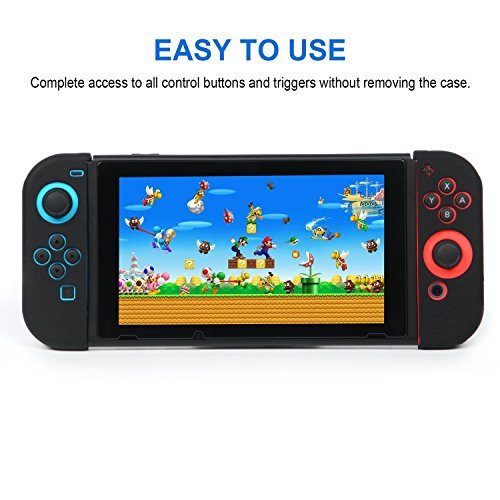 EASY TO USE
Complete access to all control buttons and triggers without removing the case.
X
Y
A
B